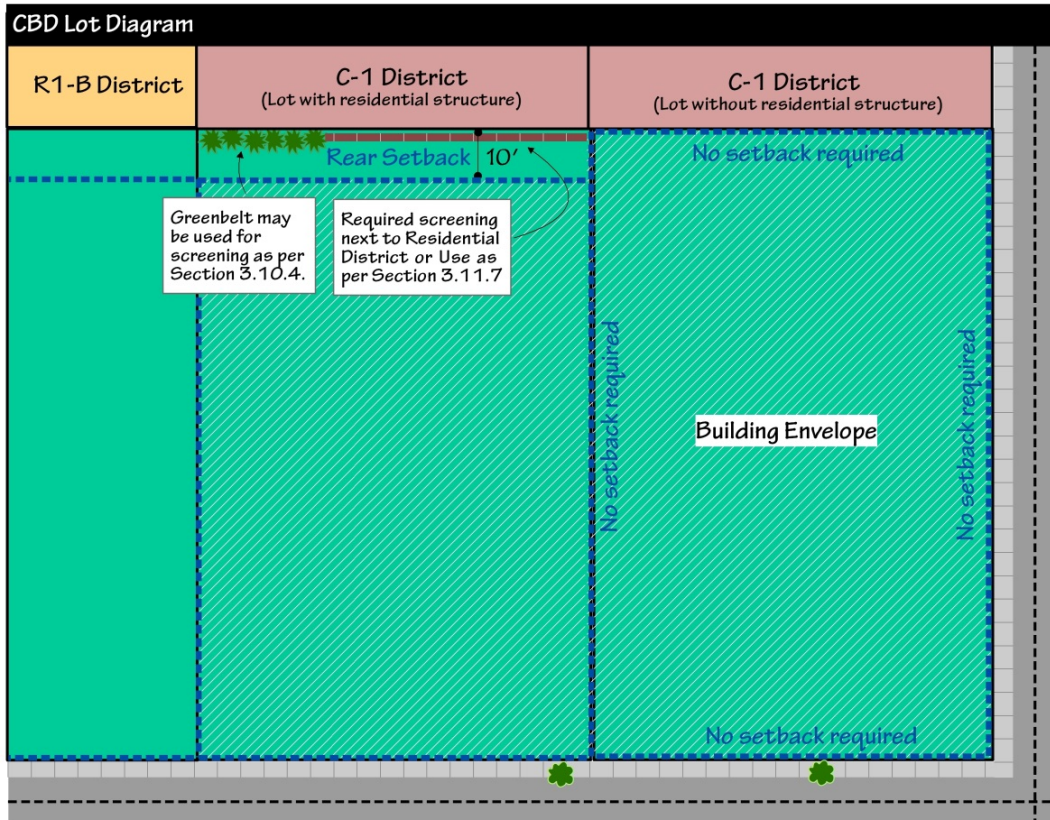 CBD Lot Diagram
R1-B District
C-1 District
(Lot with residential structure)
C-1 District
(Lot without residential structure)
Rear Setback
10'
No setback required
Greenbelt may
be used for
screening as per
Section 3.10.4.
Required screening
next to Residential
District or Use as
per Section 3.11.7
No setback required
No setback required
Building Envelope
No setback required